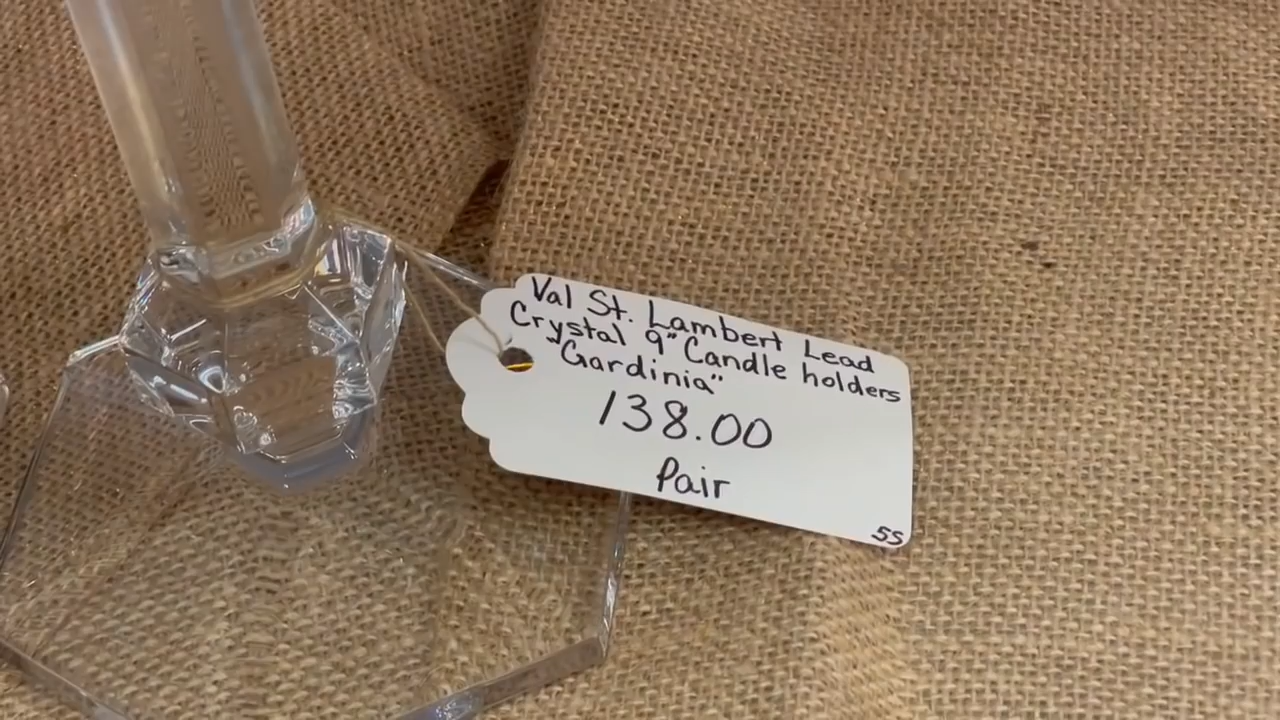 Val St. Lambert Lead
Crystal 9" Candle holders
"Gardinia"
138.00
Pair
55